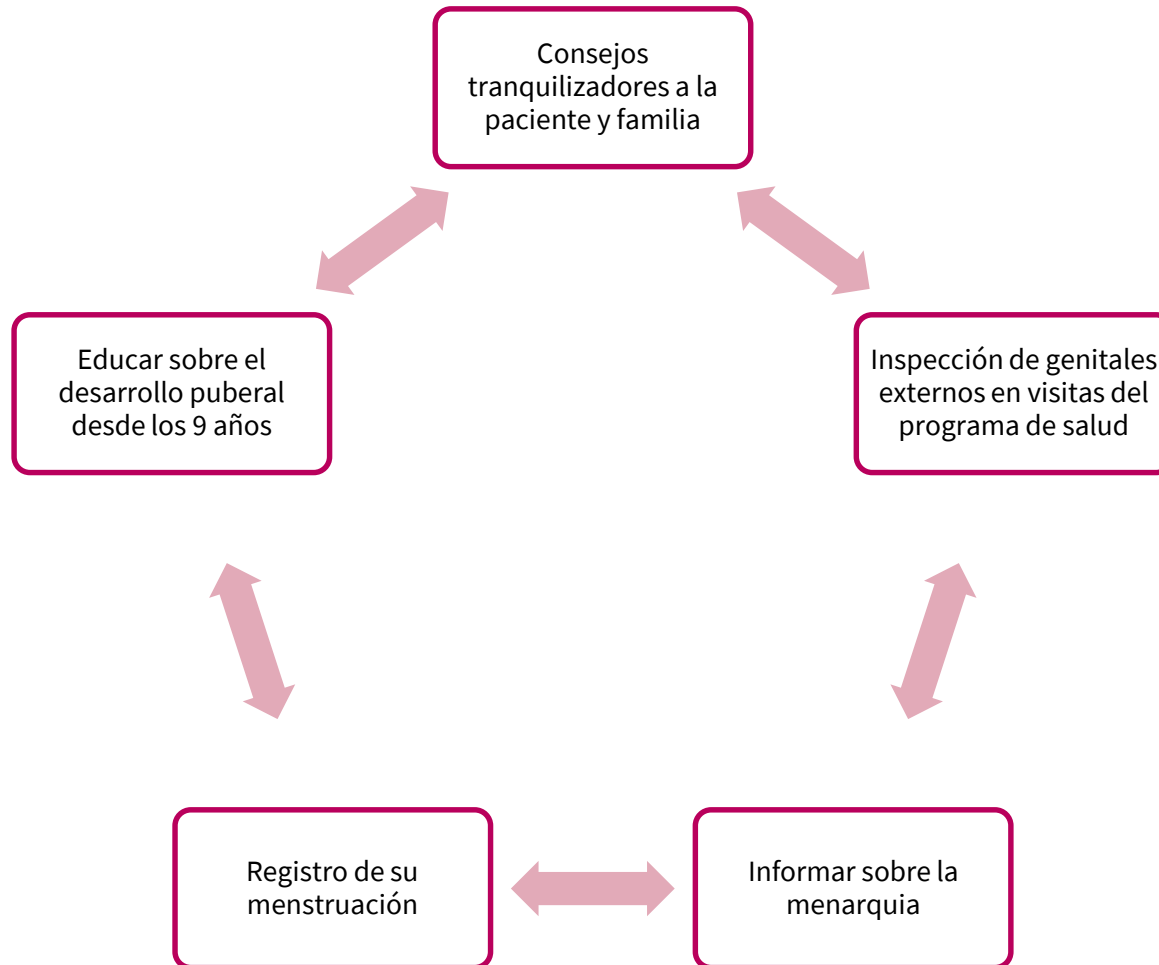 Consejos
tranquilizadores a la
paciente y familia
Educar sobre el
desarrollo puberal
desde los 9 años
Inspección de genitales
externos en visitas del
programa de salud
Registro de su
menstruación
Informar sobre la
menarquia